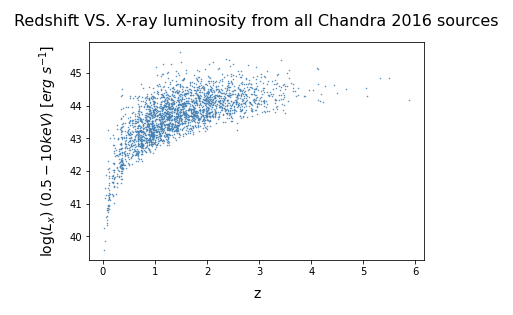 Redshift VS. X-ray luminosity from all Chandra 2016 sources
log(Lₓ) (0.5 − 10keV) [erg s⁻¹]
45
44
43
42
41
40
0 1 2 3 4 5 6
z